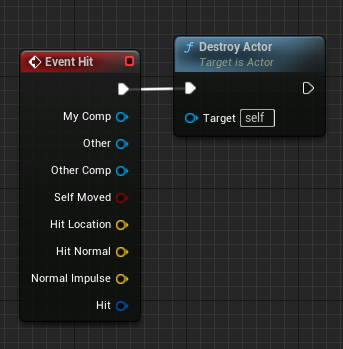 Event Hit
My Comp
Other
Other Comp
Self Moved
Hit Location
Hit Normal
Normal Impulse
Hit
f Destroy Actor
Target is Actor
Target self